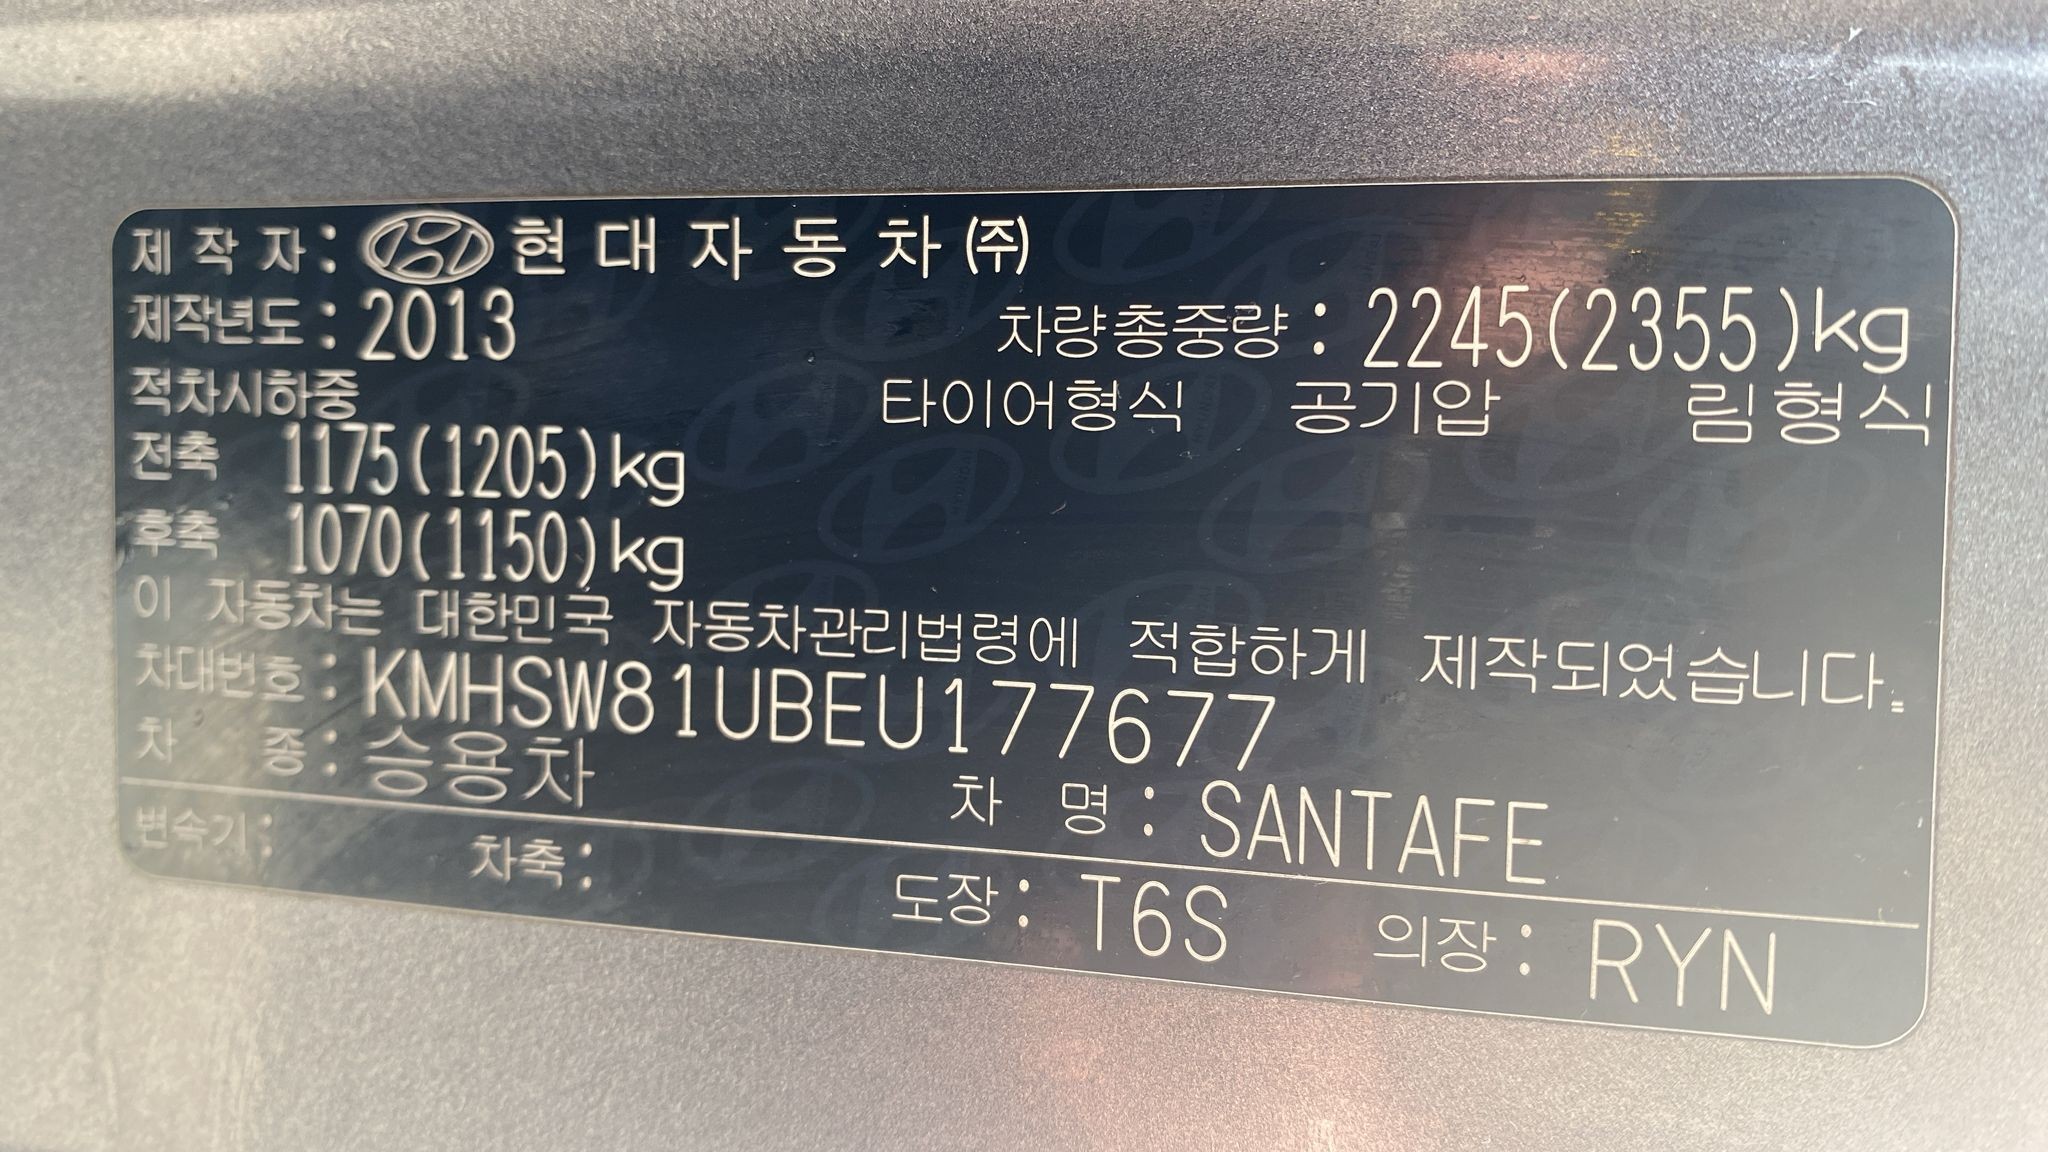 제작자: 현대자동차(주)
제작년도: 2013 차량총중량: 2245(2355)kg
적차시하중 타이어형식 공기압 림형식
전축 1175(1205)kg
후축 1070(1150)kg
이 자동차는 대한민국 자동차관리법령에 적합하게 제작되었습니다.
차대번호: KMHSW81UBEU177677
차종: 승용차 차명: SANTAFE
변속기: 차축: 도장: T6S 의장: RYN